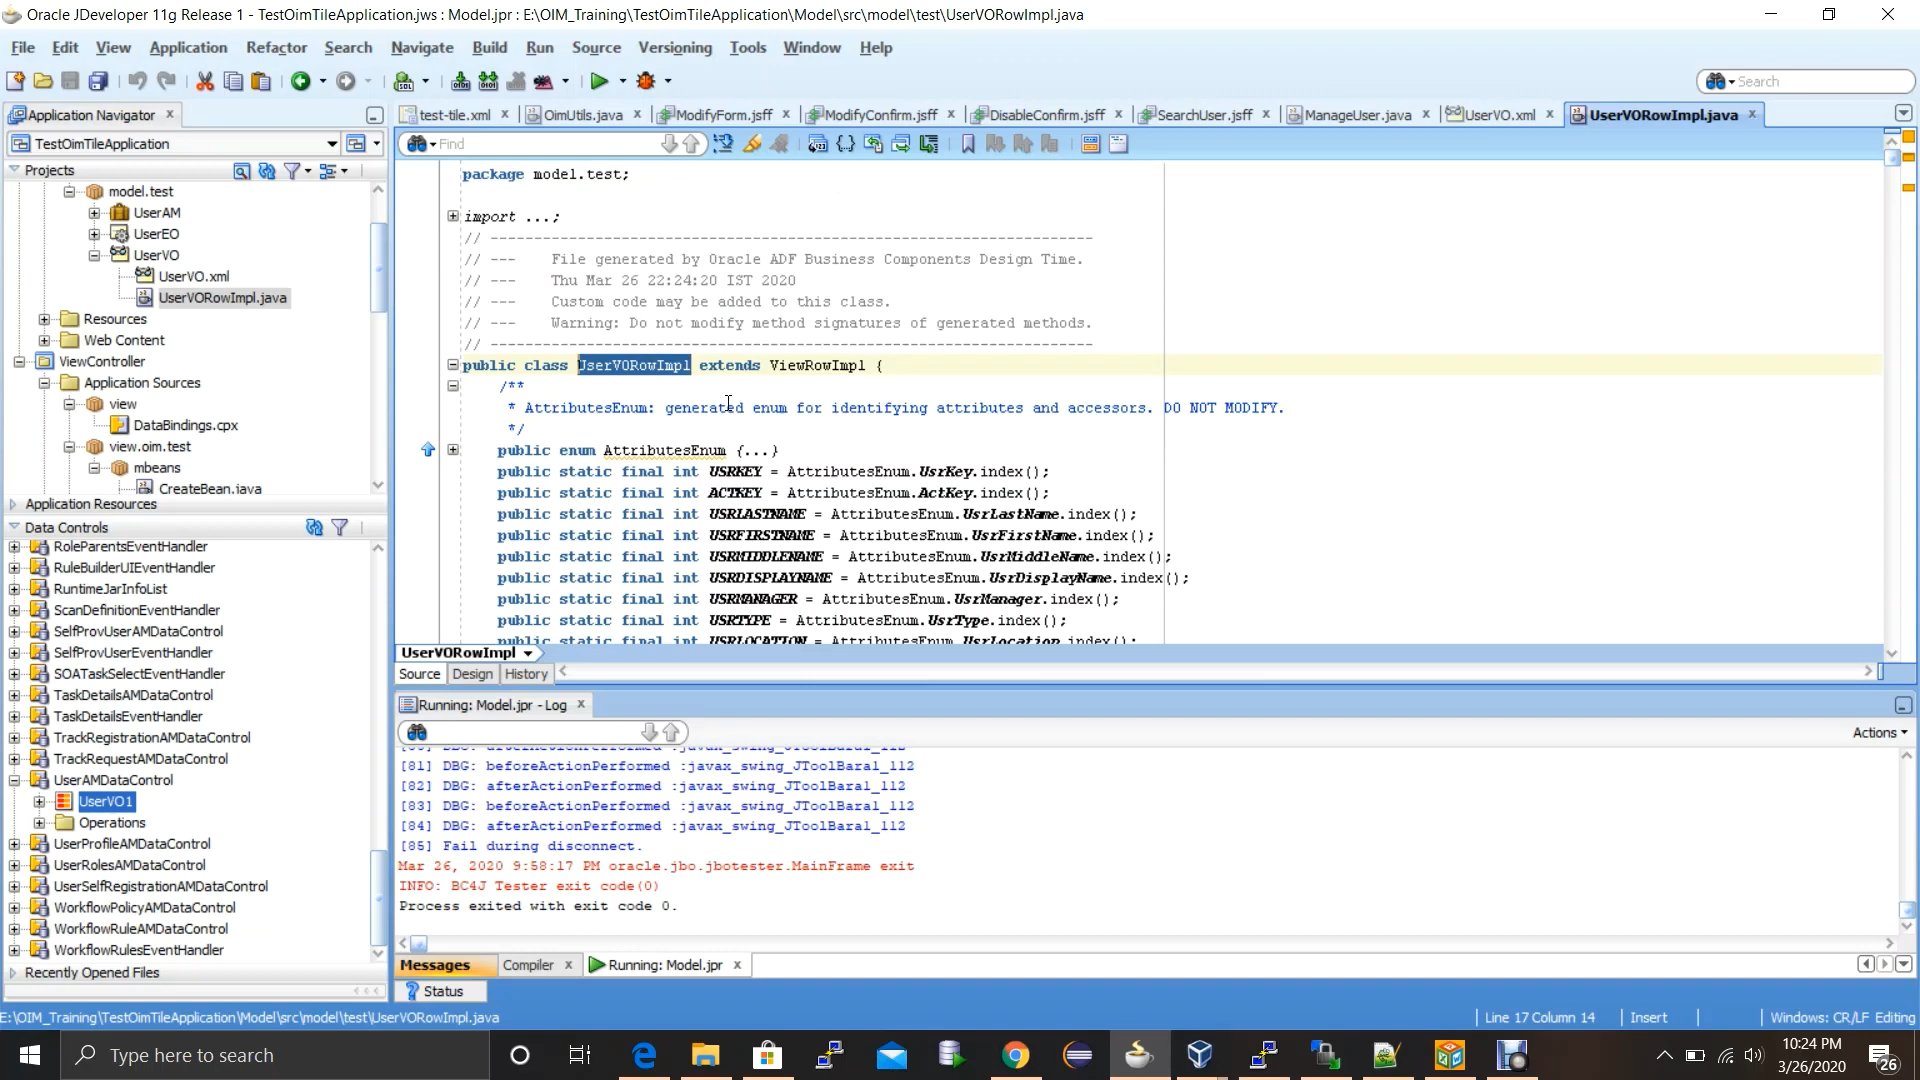 Oracle JDeveloper 11g Release 1 - TestOimTileApplication.jws : Model.jpr : E:\OIM_Training\TestOimTileApplication\Model\src\model\test\UserVORowImpl.java
File Edit View Application Refactor Search Navigate Build Run Source Versioning Tools Window Help
Search
Application Navigator
test-tile.xml OimUtils.java ModifyForm.jsff ModifyConfirm.jsff DisableConfirm.jsff SearchUser.jsff ManageUser.java UserVO.xml UserVORowImpl.java
TestOimTileApplication
Find
Projects
model.test
UserAM
UserEO
UserVO
UserVO.xml
UserVORowImpl.java
Resources
Web Content
ViewController
Application Sources
view
DataBindings.cpx
view.oim.test
mbeans
CreateBean.java
Application Resources
Data Controls
RoleParentsEventHandler
RuleBuilderUIEventHandler
RuntimeJarInfoList
ScanDefinitionEventHandler
SelfProvUserAMDataControl
SelfProvUserEventHandler
SOATaskSelectEventHandler
TaskDetailsAMDataControl
TaskDetailsEventHandler
TrackRegistrationAMDataControl
TrackRequestAMDataControl
UserAMDataControl
UserVO1
Operations
UserProfileAMDataControl
UserRolesAMDataControl
UserSelfRegistrationAMDataControl
WorkflowPolicyAMDataControl
WorkflowRuleAMDataControl
WorkflowRulesEventHandler
Recently Opened Files
package model.test;
import ...;
// ---------------------------------------------------------------------
// ---    File generated by Oracle ADF Business Components Design Time.
// ---    Thu Mar 26 22:24:20 IST 2020
// ---    Custom code may be added to this class.
// ---    Warning: Do not modify method signatures of generated methods.
// ---------------------------------------------------------------------
public class UserVORowImpl extends ViewRowImpl {
/**
* AttributesEnum: generated enum for identifying attributes and accessors. DO NOT MODIFY.
*/
public enum AttributesEnum {...}
public static final int USRKEY = AttributesEnum.UsrKey.index();
public static final int ACTKEY = AttributesEnum.ActKey.index();
public static final int USRLASTNAME = AttributesEnum.UsrLastName.index();
public static final int USRFIRSTNAME = AttributesEnum.UsrFirstName.index();
public static final int USRMIDDLENAME = AttributesEnum.UsrMiddleName.index();
public static final int USRDISPLAYNAME = AttributesEnum.UsrDisplayName.index();
public static final int USRMANAGER = AttributesEnum.UsrManager.index();
public static final int USRTYPE = AttributesEnum.UsrType.index();
public static final int USRLOCATION = AttributesEnum.UsrLocation.index();
UserVORowImpl
Source Design History
Running: Model.jpr - Log
Actions
DBG: afterActionPerformed :javax_swing_JToolBara1_112
[81] DBG: beforeActionPerformed :javax_swing_JToolBara1_112
[82] DBG: afterActionPerformed :javax_swing_JToolBara1_112
[83] DBG: beforeActionPerformed :javax_swing_JToolBara1_112
[84] DBG: afterActionPerformed :javax_swing_JToolBara1_112
[85] Fail during disconnect.
Mar 26, 2020 9:58:17 PM oracle.jbo.jbotester.MainFrame exit
INFO: BC4J Tester exit code(0)
Process exited with exit code 0.
Messages Compiler Running: Model.jpr
Status
E:\OIM_Training\TestOimTileApplication\Model\src\model\test\UserVORowImpl.java
Line 17 Column 14 Insert Windows: CR/LF Editing
Type here to search
10:24 PM
3/26/2020
26